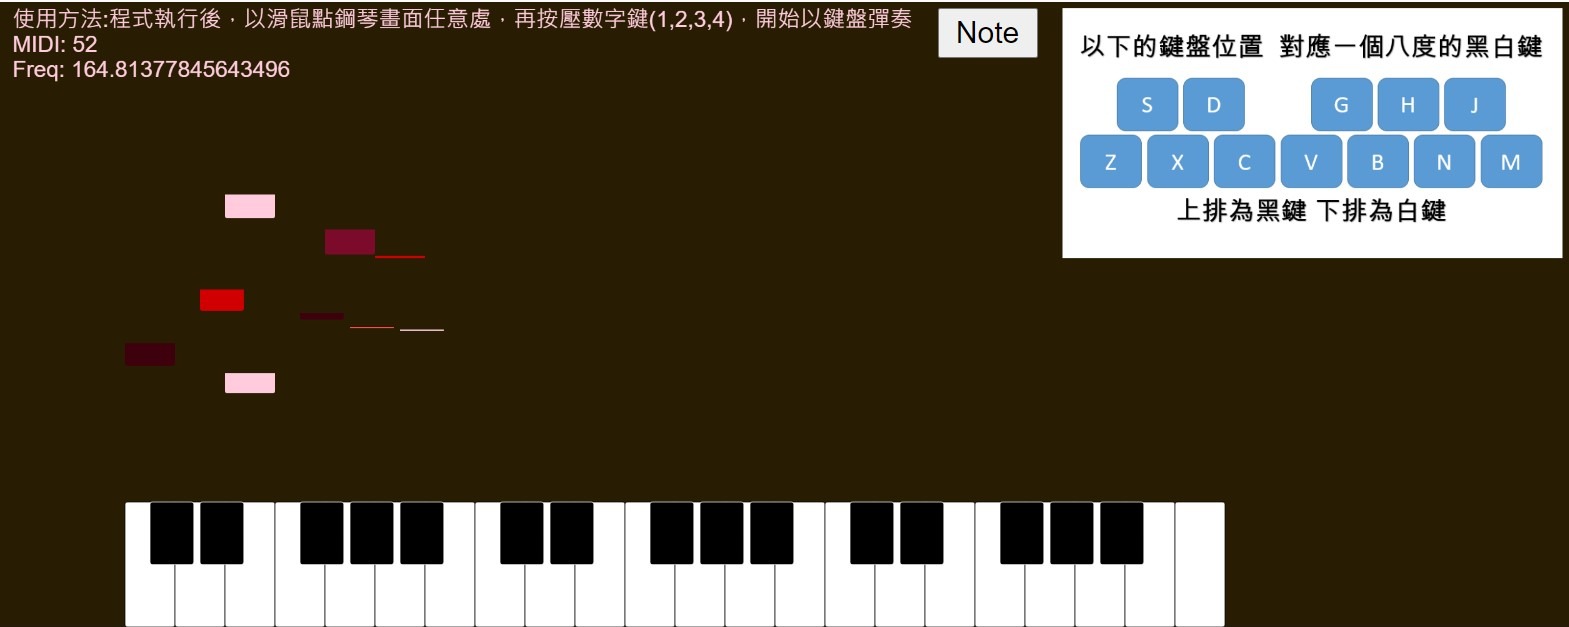 使用方法:程式執行後，以滑鼠點鋼琴畫面任意處，再按壓數字鍵(1,2,3,4)，開始以鍵盤彈奏
MIDI: 52
Freq: 164.81377845643496
Note
以下的鍵盤位置 對應一個八度的黑白鍵
S D G H J
Z X C V B N M
上排為黑鍵 下排為白鍵